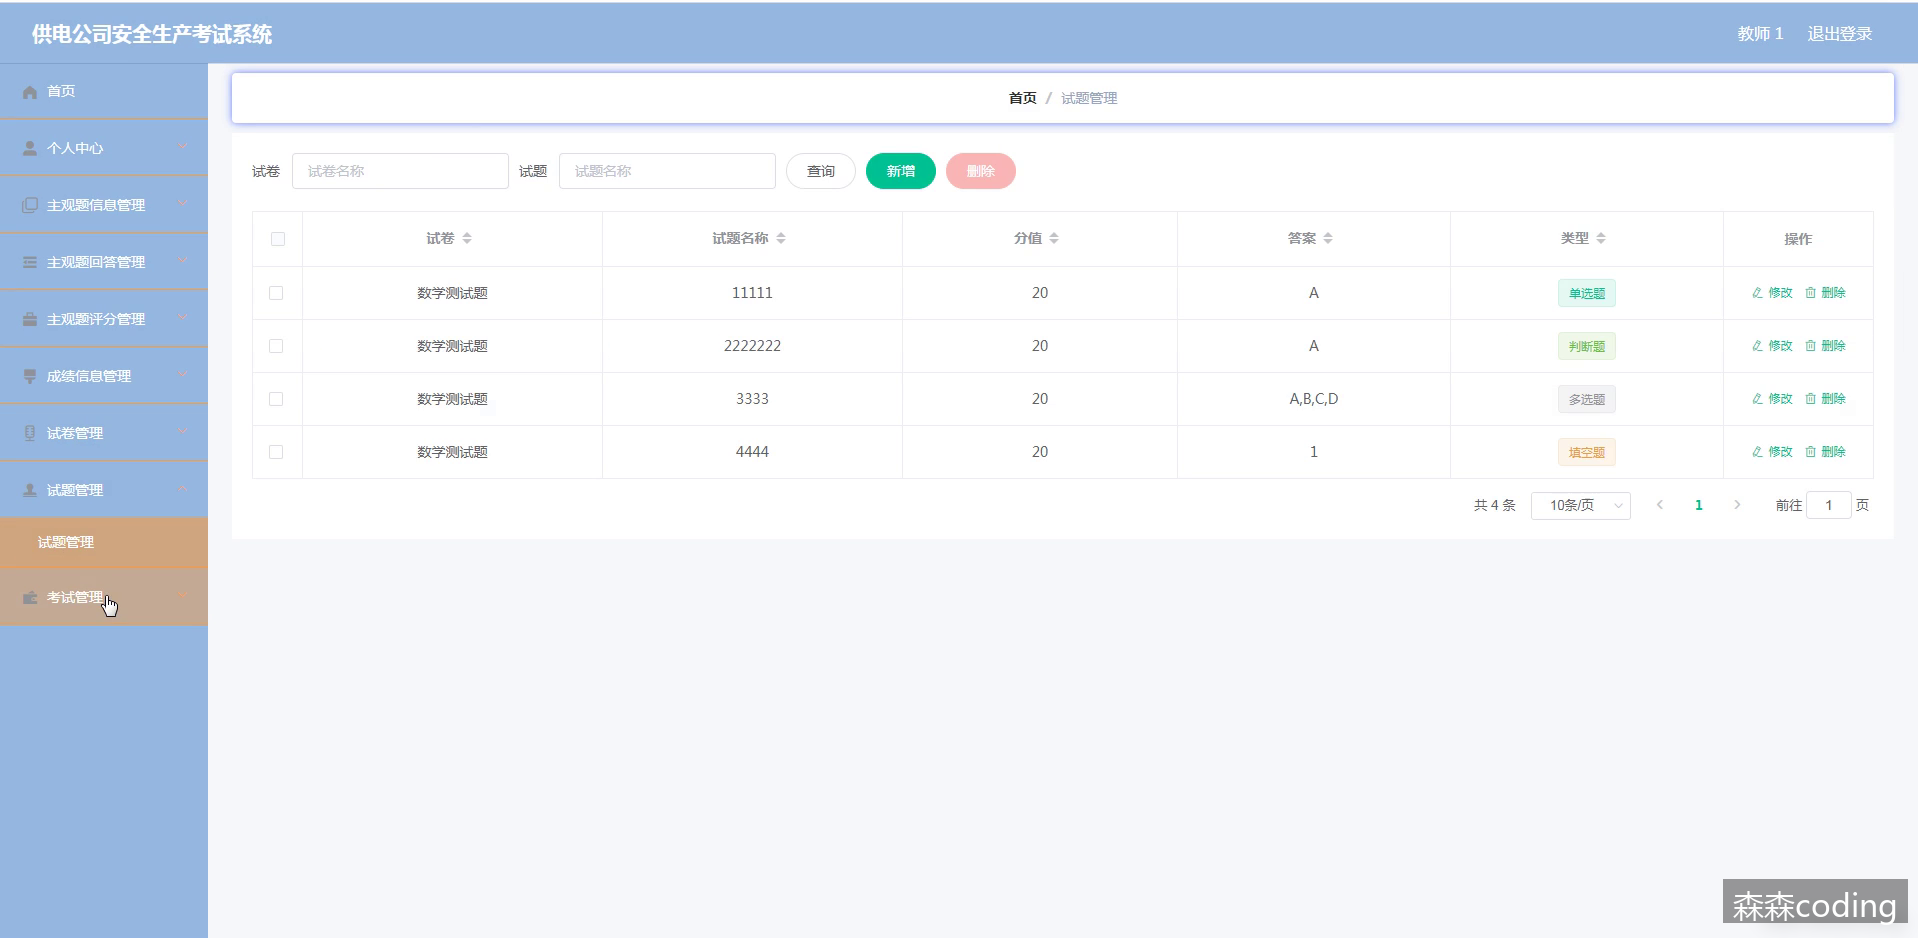 供电公司安全生产考试系统
教师 1 退出登录
首页
个人中心
主观题信息管理
主观题回答管理
主观题评分管理
成绩信息管理
试卷管理
试题管理
试题管理
考试管理
首页 / 试题管理
试卷 试卷名称 试题 试题名称 查询 新增 删除
试卷 试题名称 分值 答案 类型 操作
数学测试题 11111 20 A 单选题 修改 删除
数学测试题 2222222 20 A 判断题 修改 删除
数学测试题 3333 20 A,B,C,D 多选题 修改 删除
数学测试题 4444 20 1 填空题 修改 删除
共 4 条 10条/页 1 前往 1 页
森森coding